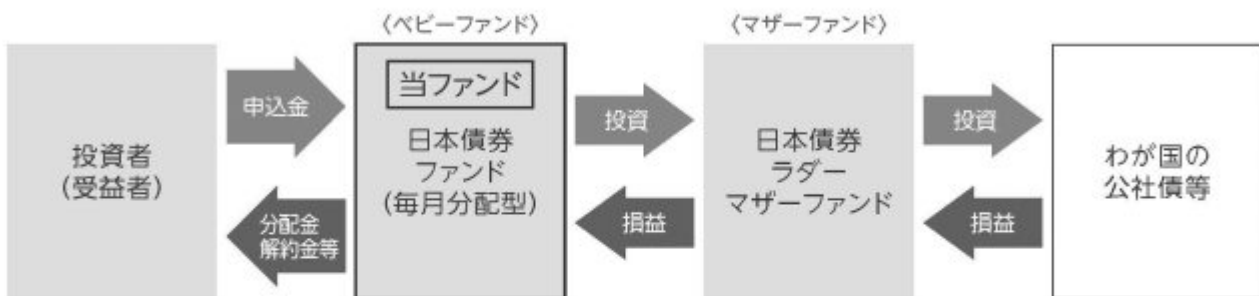 〈ベビーファンド〉
〈マザーファンド〉
投資者
(受益者)
申込金
分配金
解約金等
当ファンド
日本債券
ファンド
(毎月分配型)
投資
損益
日本債券
ラダー
マザーファンド
投資
損益
わが国の
公社債等